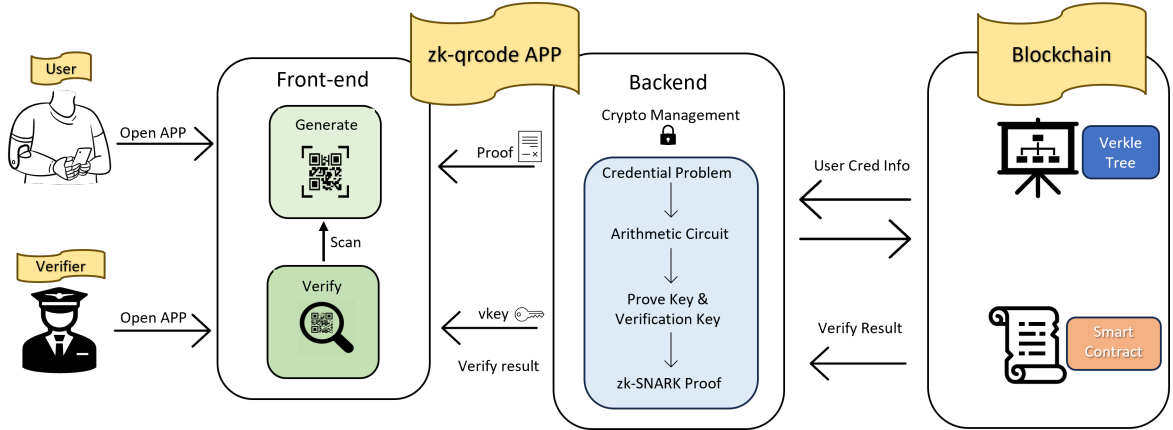 zk-qrcode APP
Blockchain
User
Front-end
Backend
Generate
Crypto Management
Open APP
Proof
Verkle
Tree
Credential Problem
User Cred Info
Arithmetic Circuit
Scan
Verifier
Verify
Prove Key &
Verification Key
vkey
Open APP
Verify Result
Smart
Contract
Verify result
zk-SNARK Proof